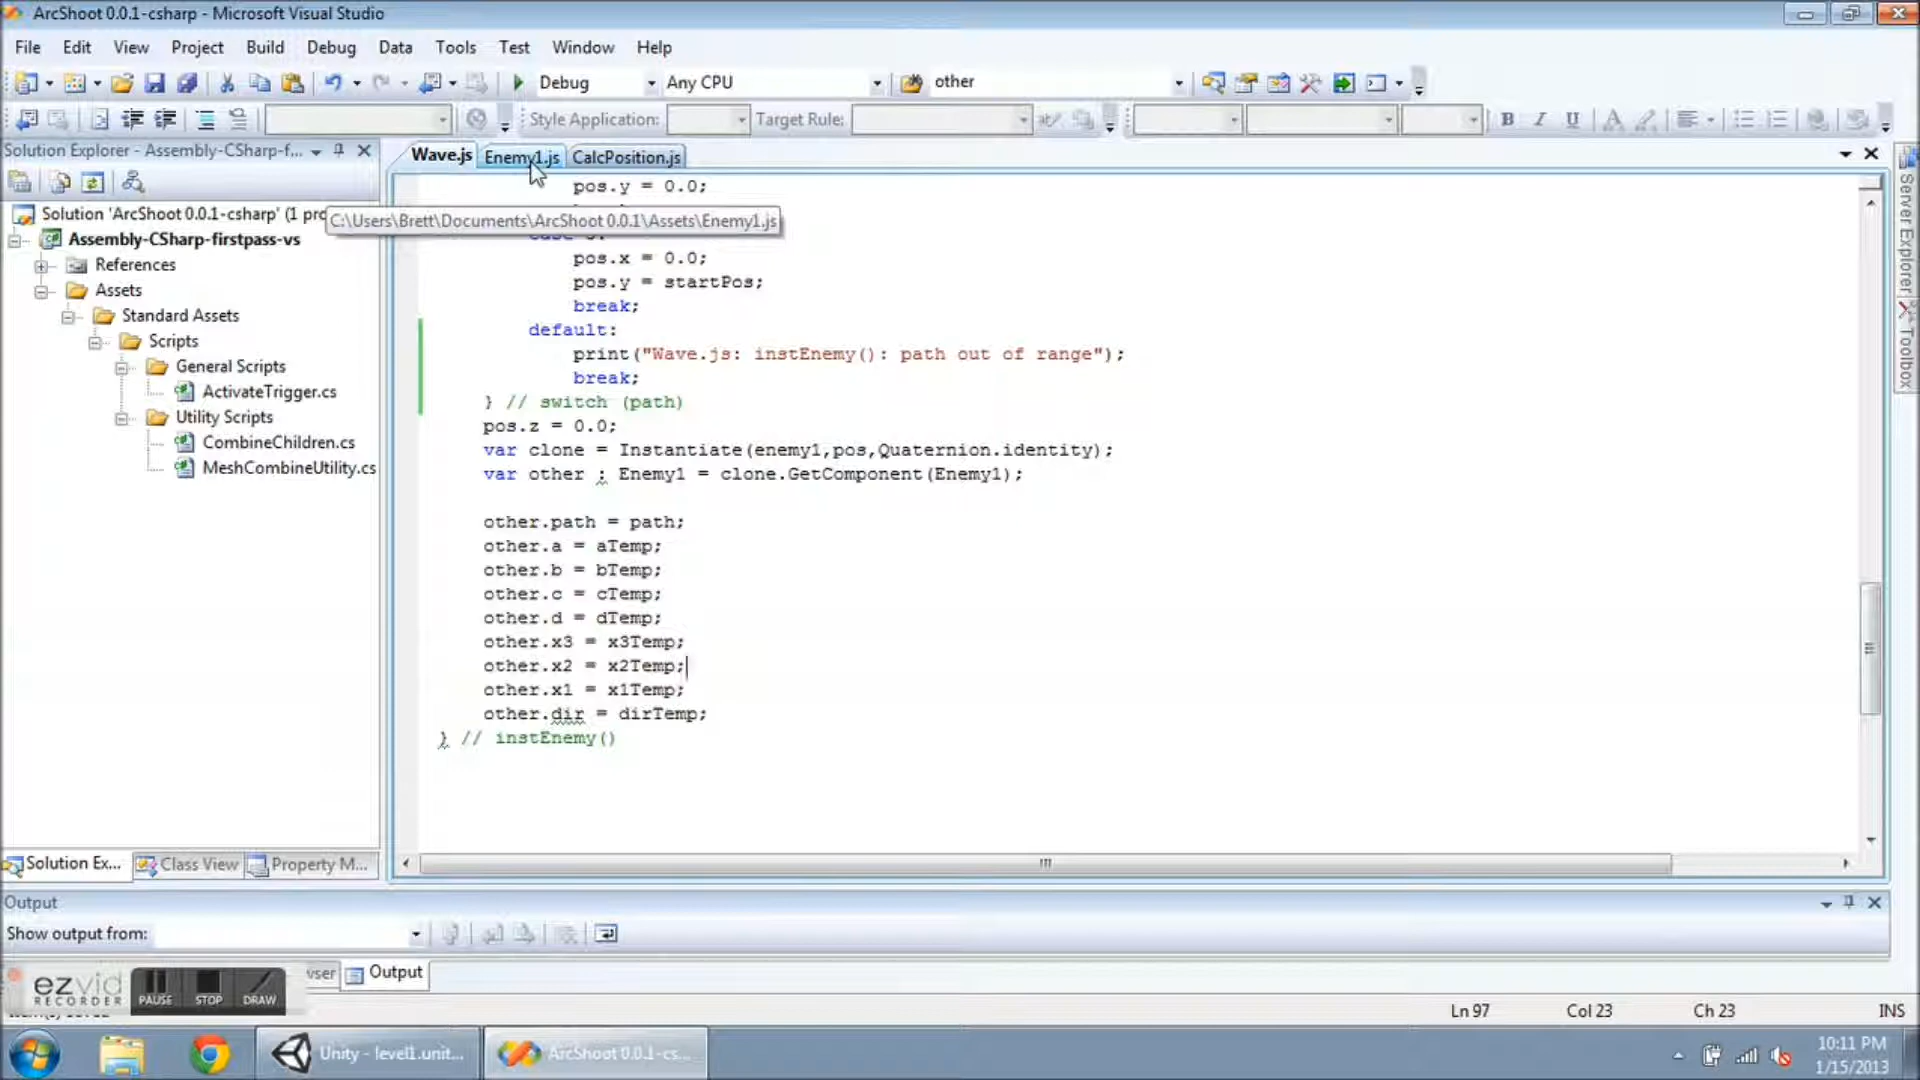 ArcShoot 0.0.1-csharp - Microsoft Visual Studio
File Edit View Project Build Debug Data Tools Test Window Help
Debug Any CPU other
Style Application: Target Rule: B I U A
Solution Explorer - Assembly-CSharp-f...
Wave.js Enemy1.js CalcPosition.js
Solution 'ArcShoot 0.0.1-csharp' (1 pro
Assembly-CSharp-firstpass-vs
References
Assets
Standard Assets
Scripts
General Scripts
ActivateTrigger.cs
Utility Scripts
CombineChildren.cs
MeshCombineUtility.cs
pos.y = 0.0;
C:\Users\Brett\Documents\ArcShoot 0.0.1\Assets\Enemy1.js
pos.x = 0.0;
pos.y = startPos;
break;
default:
print("Wave.js: instEnemy(): path out of range");
break;
} // switch (path)
pos.z = 0.0;
var clone = Instantiate(enemy1,pos,Quaternion.identity);
var other : Enemy1 = clone.GetComponent(Enemy1);
other.path = path;
other.a = aTemp;
other.b = bTemp;
other.c = cTemp;
other.d = dTemp;
other.x3 = x3Temp;
other.x2 = x2Temp;
other.x1 = x1Temp;
other.dir = dirTemp;
} // instEnemy()
Server Explorer
Toolbox
Solution Ex... Class View Property M...
Output
Show output from:
ezvid
RECORDER
PAUSE STOP DRAW
wser Output
Ln 97 Col 23 Ch 23 INS
Unity - level1.unit... ArcShoot 0.0.1-cs...
10:11 PM
1/15/2013